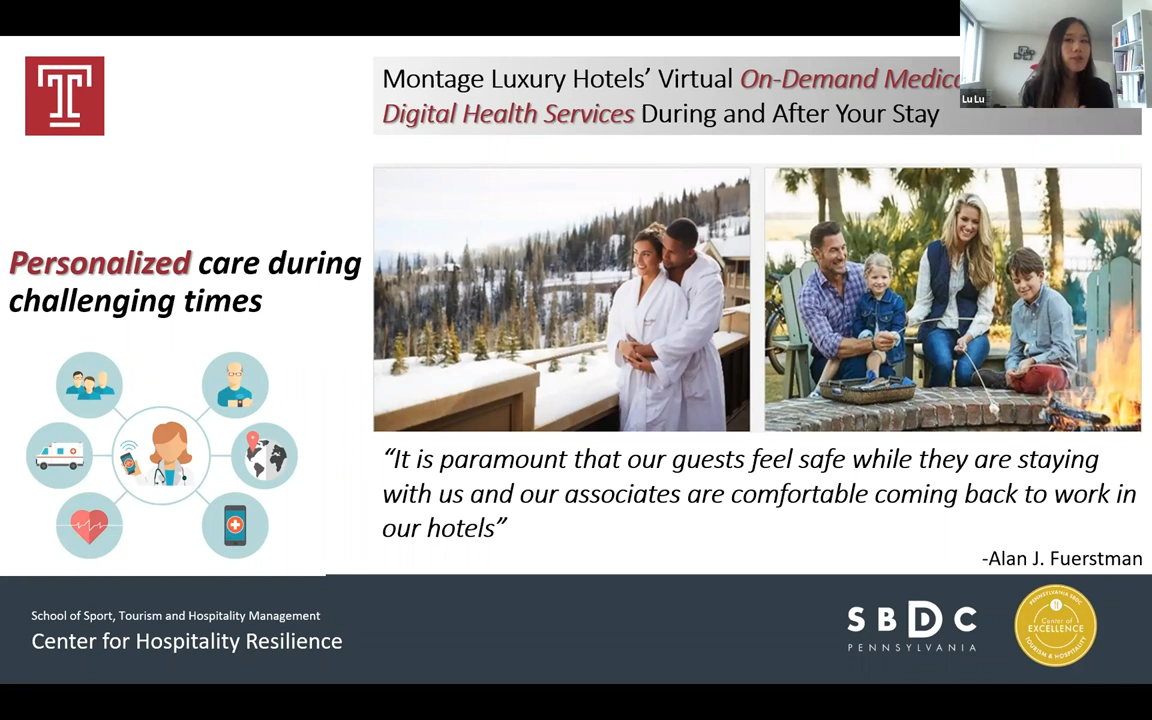 Montage Luxury Hotels’ Virtual On-Demand
Digital Health Services During and After Your Stay
Lu Lu
Personalized care during
challenging times
“It is paramount that our guests feel safe while they are staying
with us and our associates are comfortable coming back to work in
our hotels”
-Alan J. Fuerstman
School of Sport, Tourism and Hospitality Management
Center for Hospitality Resilience
SBDC
PENNSYLVANIA
PENNSYLVANIA SBDC
Center of
EXCELLENCE
TOURISM & HOSPITALITY